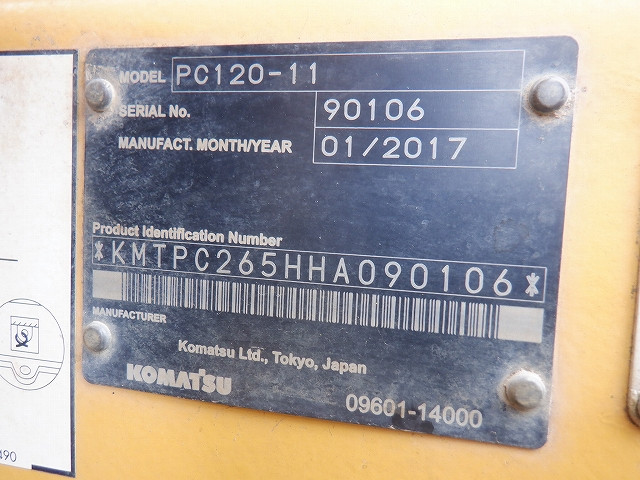 MODEL PC120-11
SERIAL No. 90106
MANUFACT. MONTH/YEAR 01/2017
Product Identification Number
*KMTPC265HHA090106*
MANUFACTURER
Komatsu Ltd., Tokyo, Japan
KOMATSU
09601-14000
490